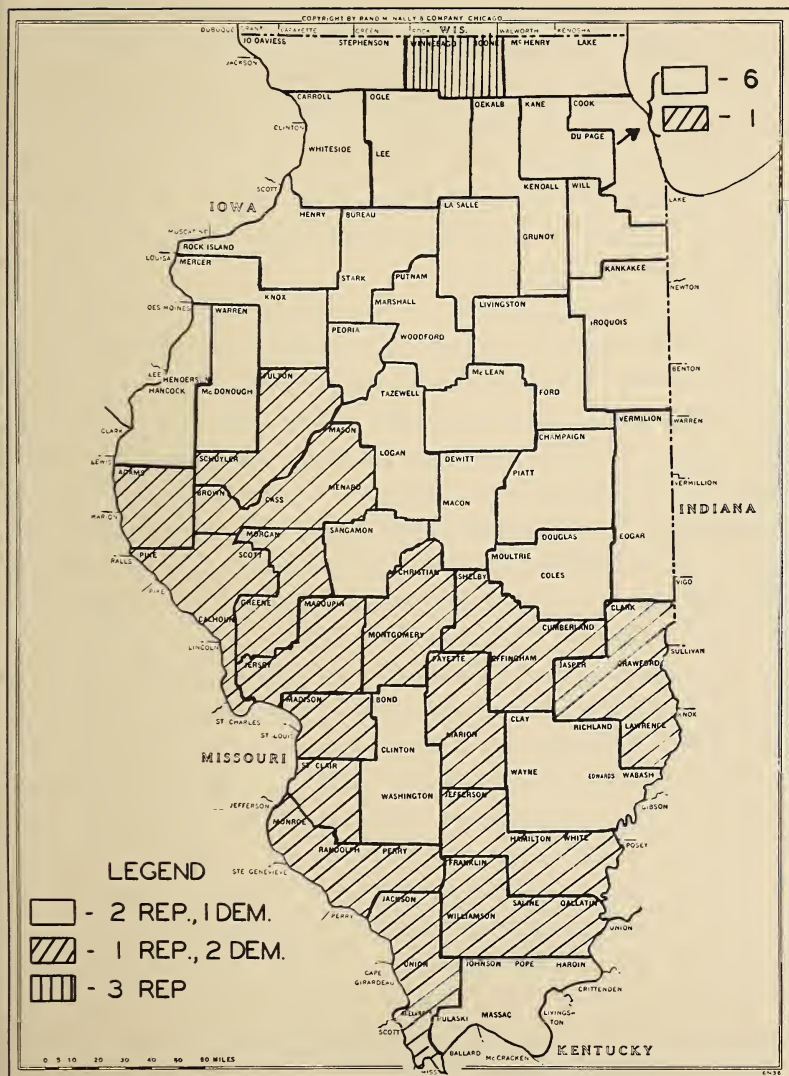 COPYRIGHT BY RAND McNALLY & COMPANY CHICAGO
DUBUQUE GRANT LAFAYETTE GREEN ROCK WIS. WALWORTH KENOSHA
JO DAVIESS STEPHENSON WINNEBAGO BOONE McHENRY LAKE
JACKSON
- 6
CARROLL OGLE DEKALB KANE COOK
- 1
CLINTON DU PAGE
WHITESIDE LEE
SCOTT KENDALL WILL
IOWA LA SALLE LAKE
HENRY BUREAU
MUSCATINE GRUNDY
ROCK ISLAND
LOUISA MERCER KANKAKEE
STARK PUTNAM NEWTON
KNOX MARSHALL LIVINGSTON
DES MOINES WARREN IROQUOIS
PEORIA WOODFORD
LEE HENDERSON FULTON McLEAN BENTON
HANCOCK McDONOUGH TAZEWELL FORD
CLARK MASON VERMILION WARREN
CHAMPAIGN
LEWIS SCHUYLER LOGAN DEWITT
ADAMS PIATT
BROWN CASS MENARD MACON VERMILLION
MARION INDIANA
SANGAMON
MORGAN DOUGLAS EDGAR
RALLS PIKE SCOTT MOULTRIE
CHRISTIAN SHELBY COLES VIGO
PIKE GREENE MACOUPIN CLARK
CALHOUN MONTGOMERY CUMBERLAND
LINCOLN SULLIVAN
JERSEY FAYETTE EFFINGHAM JASPER CRAWFORD
MADISON BOND
ST CHARLES CLAY KNOX
ST LOUIS RICHLAND LAWRENCE
MISSOURI CLINTON MARION
ST CLAIR WAYNE EDWARDS WABASH
WASHINGTON JEFFERSON
JEFFERSON GIBSON
MONROE
HAMILTON WHITE
RANDOLPH PERRY POSEY
LEGEND
STE GENEVIEVE FRANKLIN
- 2 REP., 1 DEM.
PERRY JACKSON SALINE GALLATIN
WILLIAMSON UNION
- 1 REP., 2 DEM.
UNION JOHNSON POPE HARDIN
CAPE
GIRARDEAU
- 3 REP
CRITTENDEN
LIVINGS-
TON
SCOTT PULASKI MASSAC
BALLARD McCRACKEN KENTUCKY
0 5 10 20 40 60 80 MILES
MISS